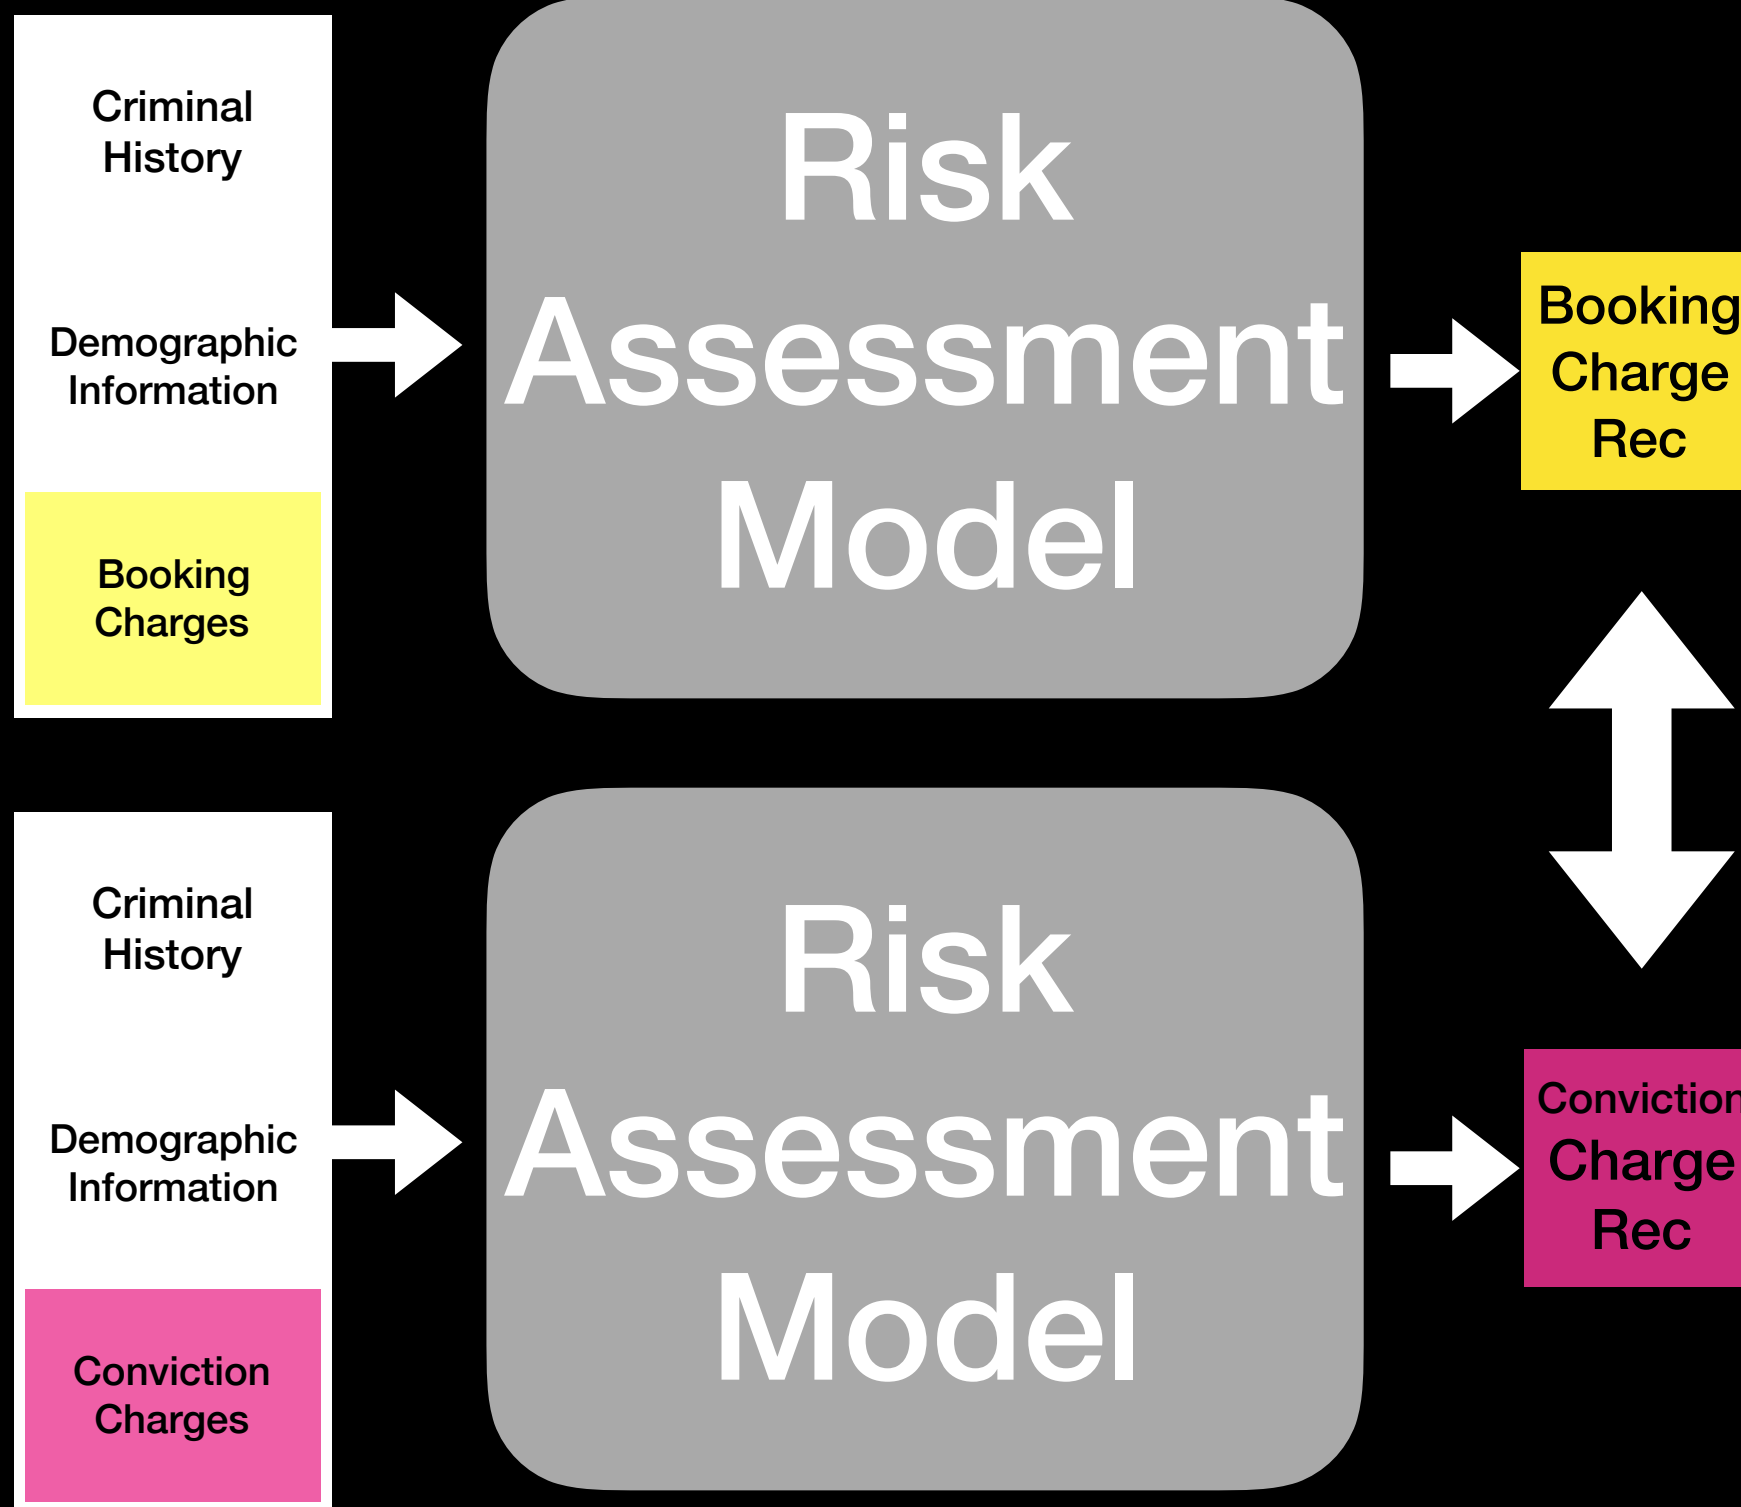 Criminal
History
Demographic
Information
Booking
Charges
Risk
Assessment
Model
Booking
Charge
Rec
Criminal
History
Demographic
Information
Conviction
Charges
Risk
Assessment
Model
Conviction
Charge
Rec